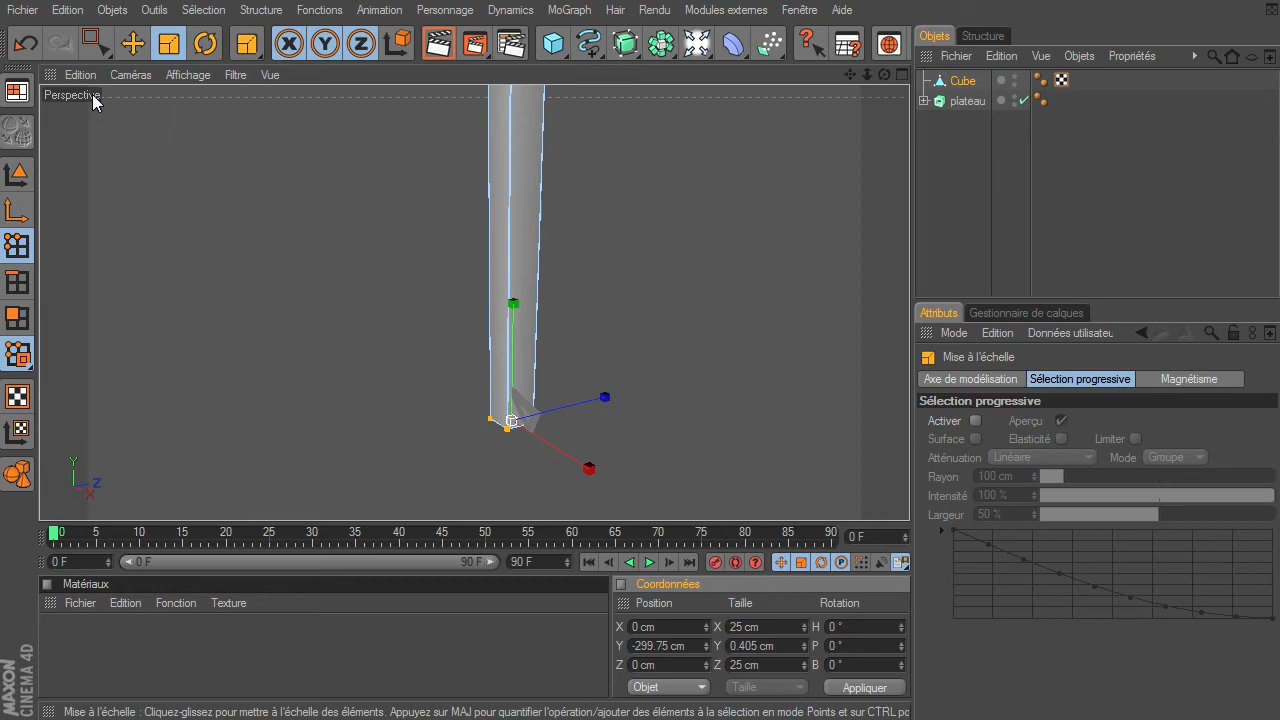 Fichier Edition Objets Outils Sélection Structure Fonctions Animation Personnage Dynamics MoGraph Hair Rendu Modules externes Fenêtre Aide
Objets Structure
Fichier Edition Vue Objets Propriétés
Edition Caméras Affichage Filtre Vue
Perspective
Cube
plateau
Attributs Gestionnaire de calques
Mode Edition Données utilisateu
Mise à l'échelle
Axe de modélisation Sélection progressive Magnétisme
Sélection progressive
Activer Aperçu
Surface Elasticité Limiter
Atténuation Linéaire Mode Groupe
Rayon 100 cm
Intensité 100 %
Largeur 50 %
Y
Z
X
0 5 10 15 20 25 30 35 40 45 50 55 60 65 70 75 80 85 90 0 F
0 F 0 F 90 F 90 F
Matériaux
Fichier Edition Fonction Texture
Coordonnées
Position Taille Rotation
X 0 cm X 25 cm H 0 °
Y -299.75 cm Y 0.405 cm P 0 °
Z 0 cm Z 25 cm B 0 °
Objet Taille Appliquer
MAXON
CINEMA 4D
Mise à l'échelle : Cliquez-glissez pour mettre à l'échelle des éléments. Appuyez sur MAJ pour quantifier l'opération/ajouter des éléments à la sélection en mode Points et sur CTRL po